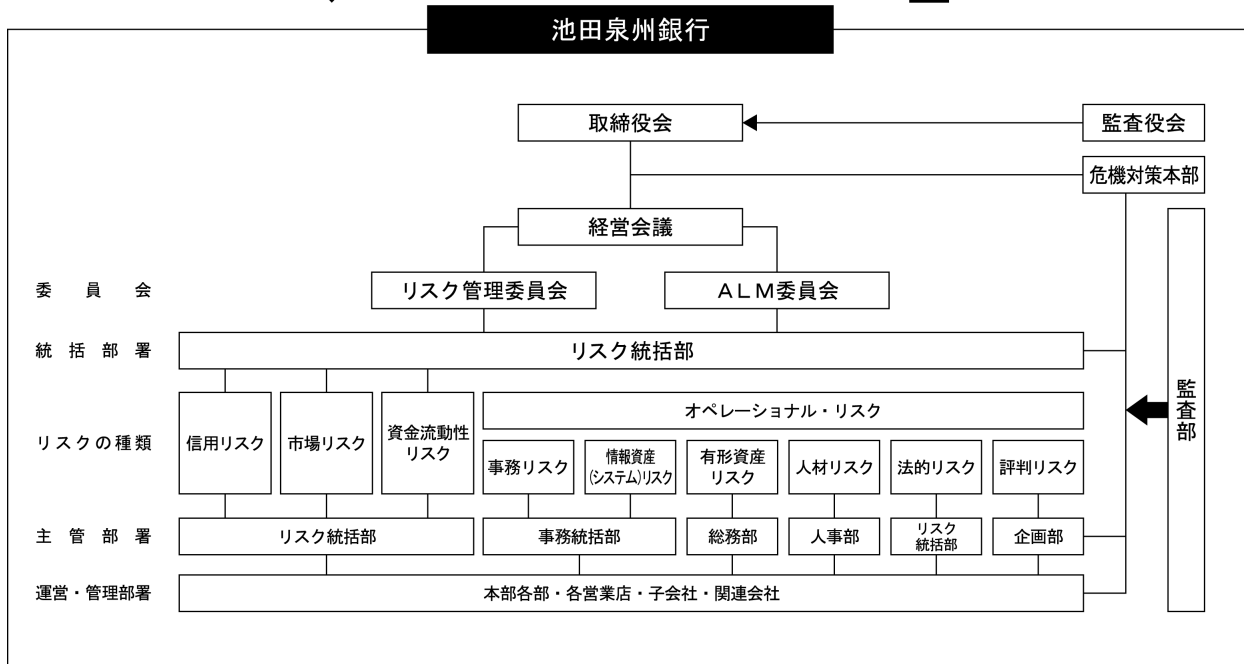 池田泉州銀行
取締役会
監査役会
危機対策本部
経営会議
委員会
リスク管理委員会
ＡＬＭ委員会
統括部署
リスク統括部
監査部
リスクの種類
信用リスク
市場リスク
資金流動性
リスク
オペレーショナル・リスク
事務リスク
情報資産
(システム)リスク
有形資産
リスク
人材リスク
法的リスク
評判リスク
主管部署
リスク統括部
事務統括部
総務部
人事部
リスク
統括部
企画部
運営・管理部署
本部各部・各営業店・子会社・関連会社